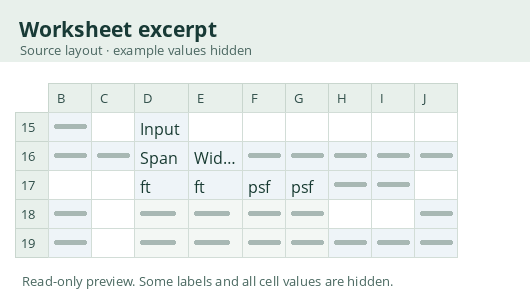 Worksheet excerpt
Source layout · example values hidden
B C D E F G H I J
15 Input
16 Span Wid...
17 ft ft psf psf
18
19
Read-only preview. Some labels and all cell values are hidden.